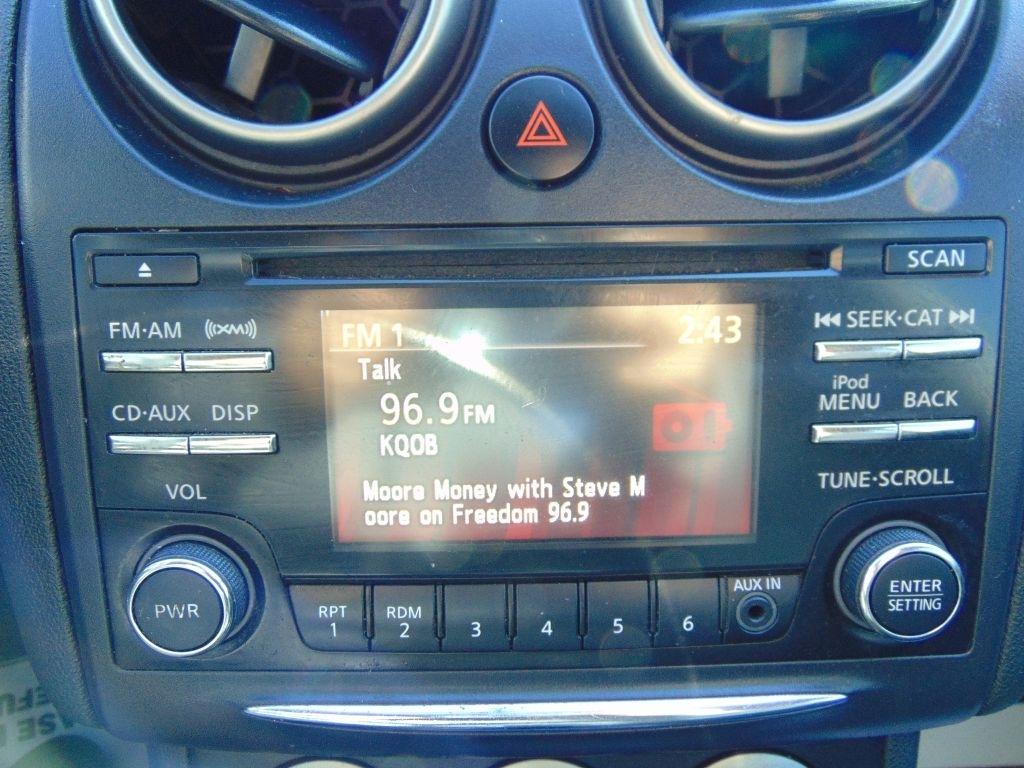 SCAN
FM·AM
((XM))
SEEK·CAT
FM 1
2:43
Talk
iPod
MENU
BACK
CD·AUX
DISP
96.9FM
KQOB
VOL
TUNE·SCROLL
Moore Money with Steve M
oore on Freedom 96.9
PWR
RPT
1
RDM
2
3
4
5
6
AUX IN
ENTER
SETTING